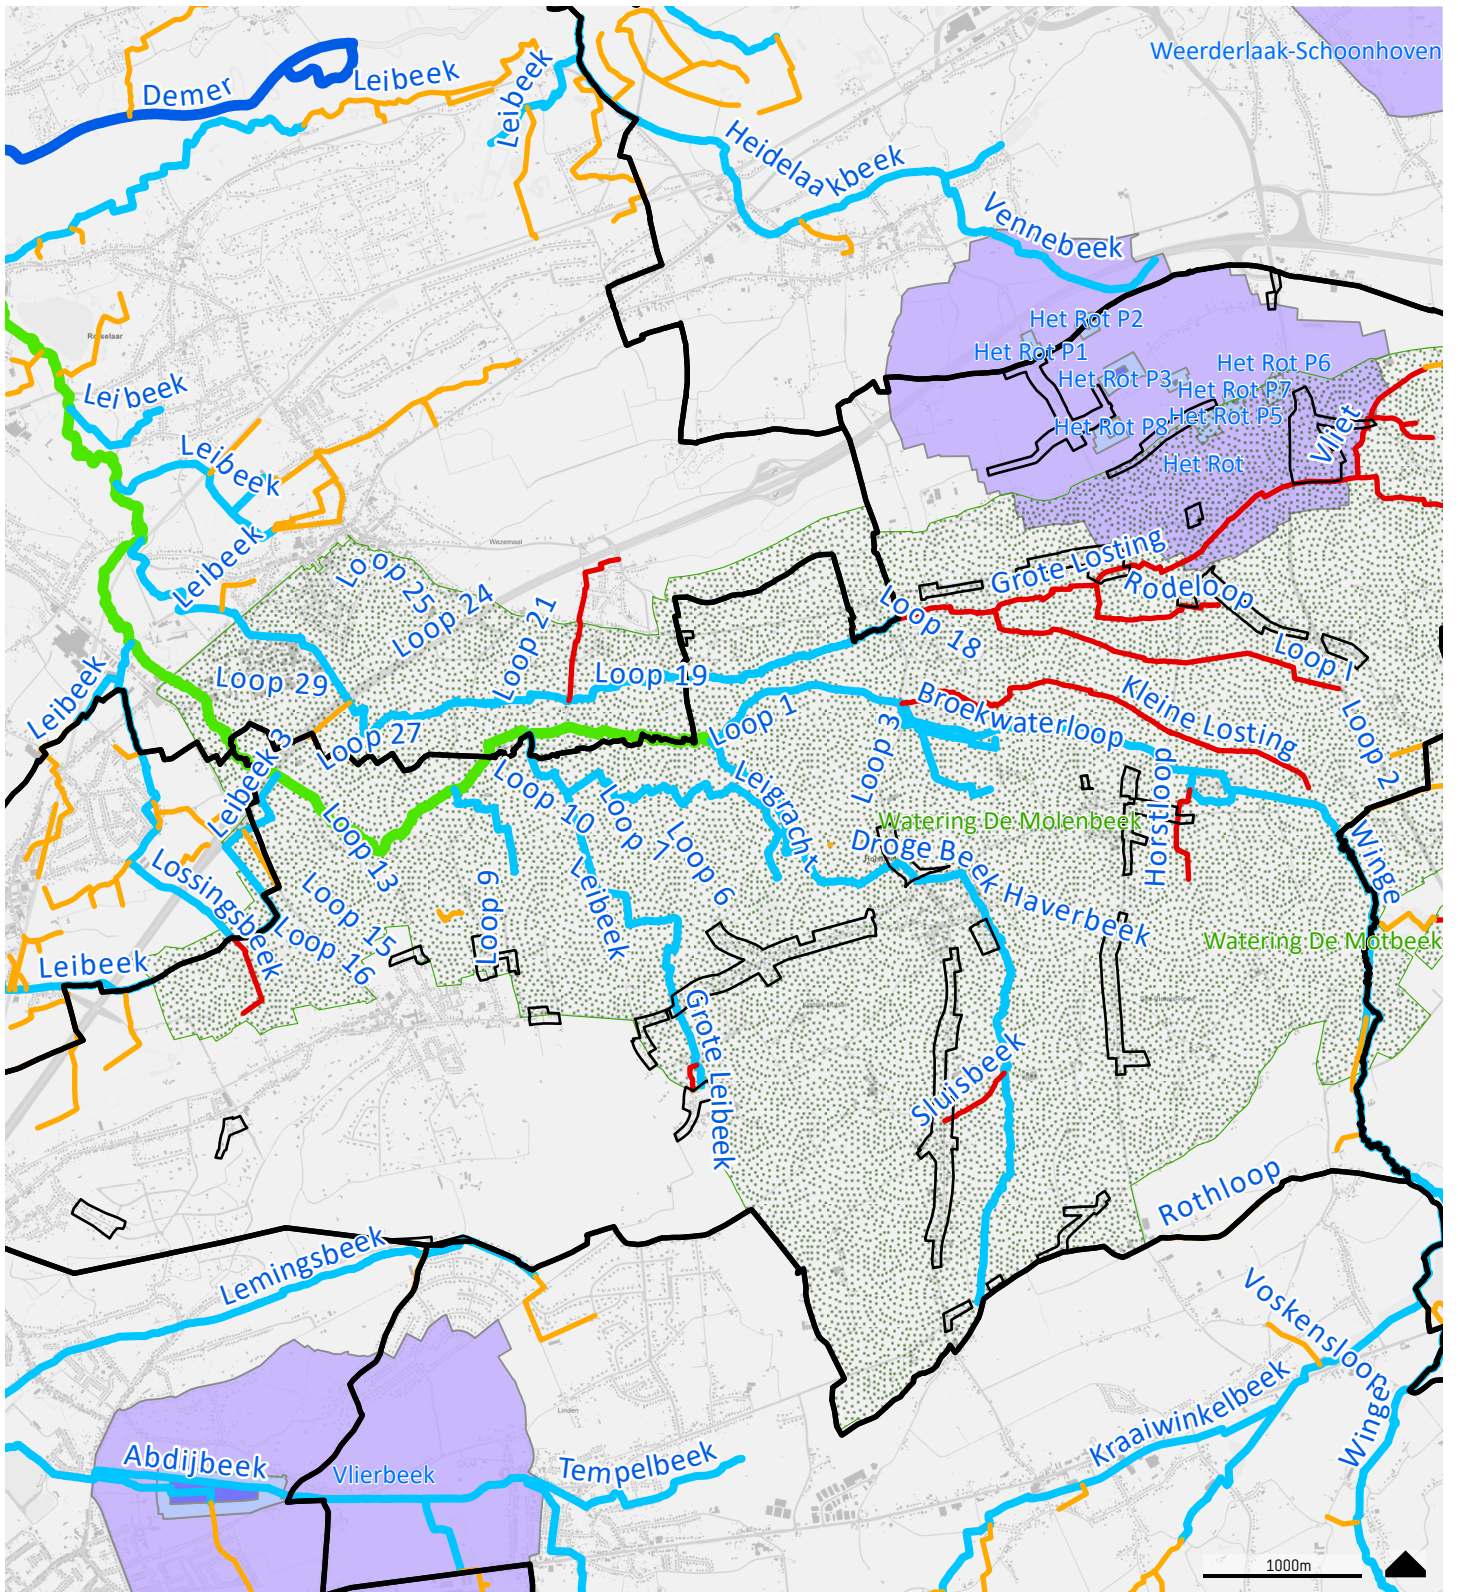 Weerderlaak-Schoonhoven
Demer
Leibeek
Leibeek
Heidelaakbeek
Vennebeek
Het Rot P2
Het Rot P1
Het Rot P3
Het Rot P6
Het Rot P7
Het Rot P5
Het Rot P8
Het Rot
Vliet
Rotselaar
Leibeek
Leibeek
Leibeek
Wezemaal
Loop 25
Loop 24
Loop 21
Grote Losting
Rodeloop
Loop 18
Loop 1
Loop 29
Loop 19
Leibeek
Loop 27
Loop 1
Loop 3
Broekwaterloop
Kleine Losting
Loop 2
Leibeek 3
Loop 10
Loop 7
Leigracht
Loop 13
Loop 6
Watering De Molenbeek
Droge Beek
Horstloop
Winge
Lossingsbeek
Loop 15
Loop 16
Loop 9
Leibeek
Haverbeek
Watering De Motbeek
Leibeek
Grote Leibeek
Sluisbeek
Rothloop
Lemingsbeek
Voskensloop
Winge
Kraaiwinkelbeek
Linden
Abdijbeek
Vlierbeek
Tempelbeek
1000m